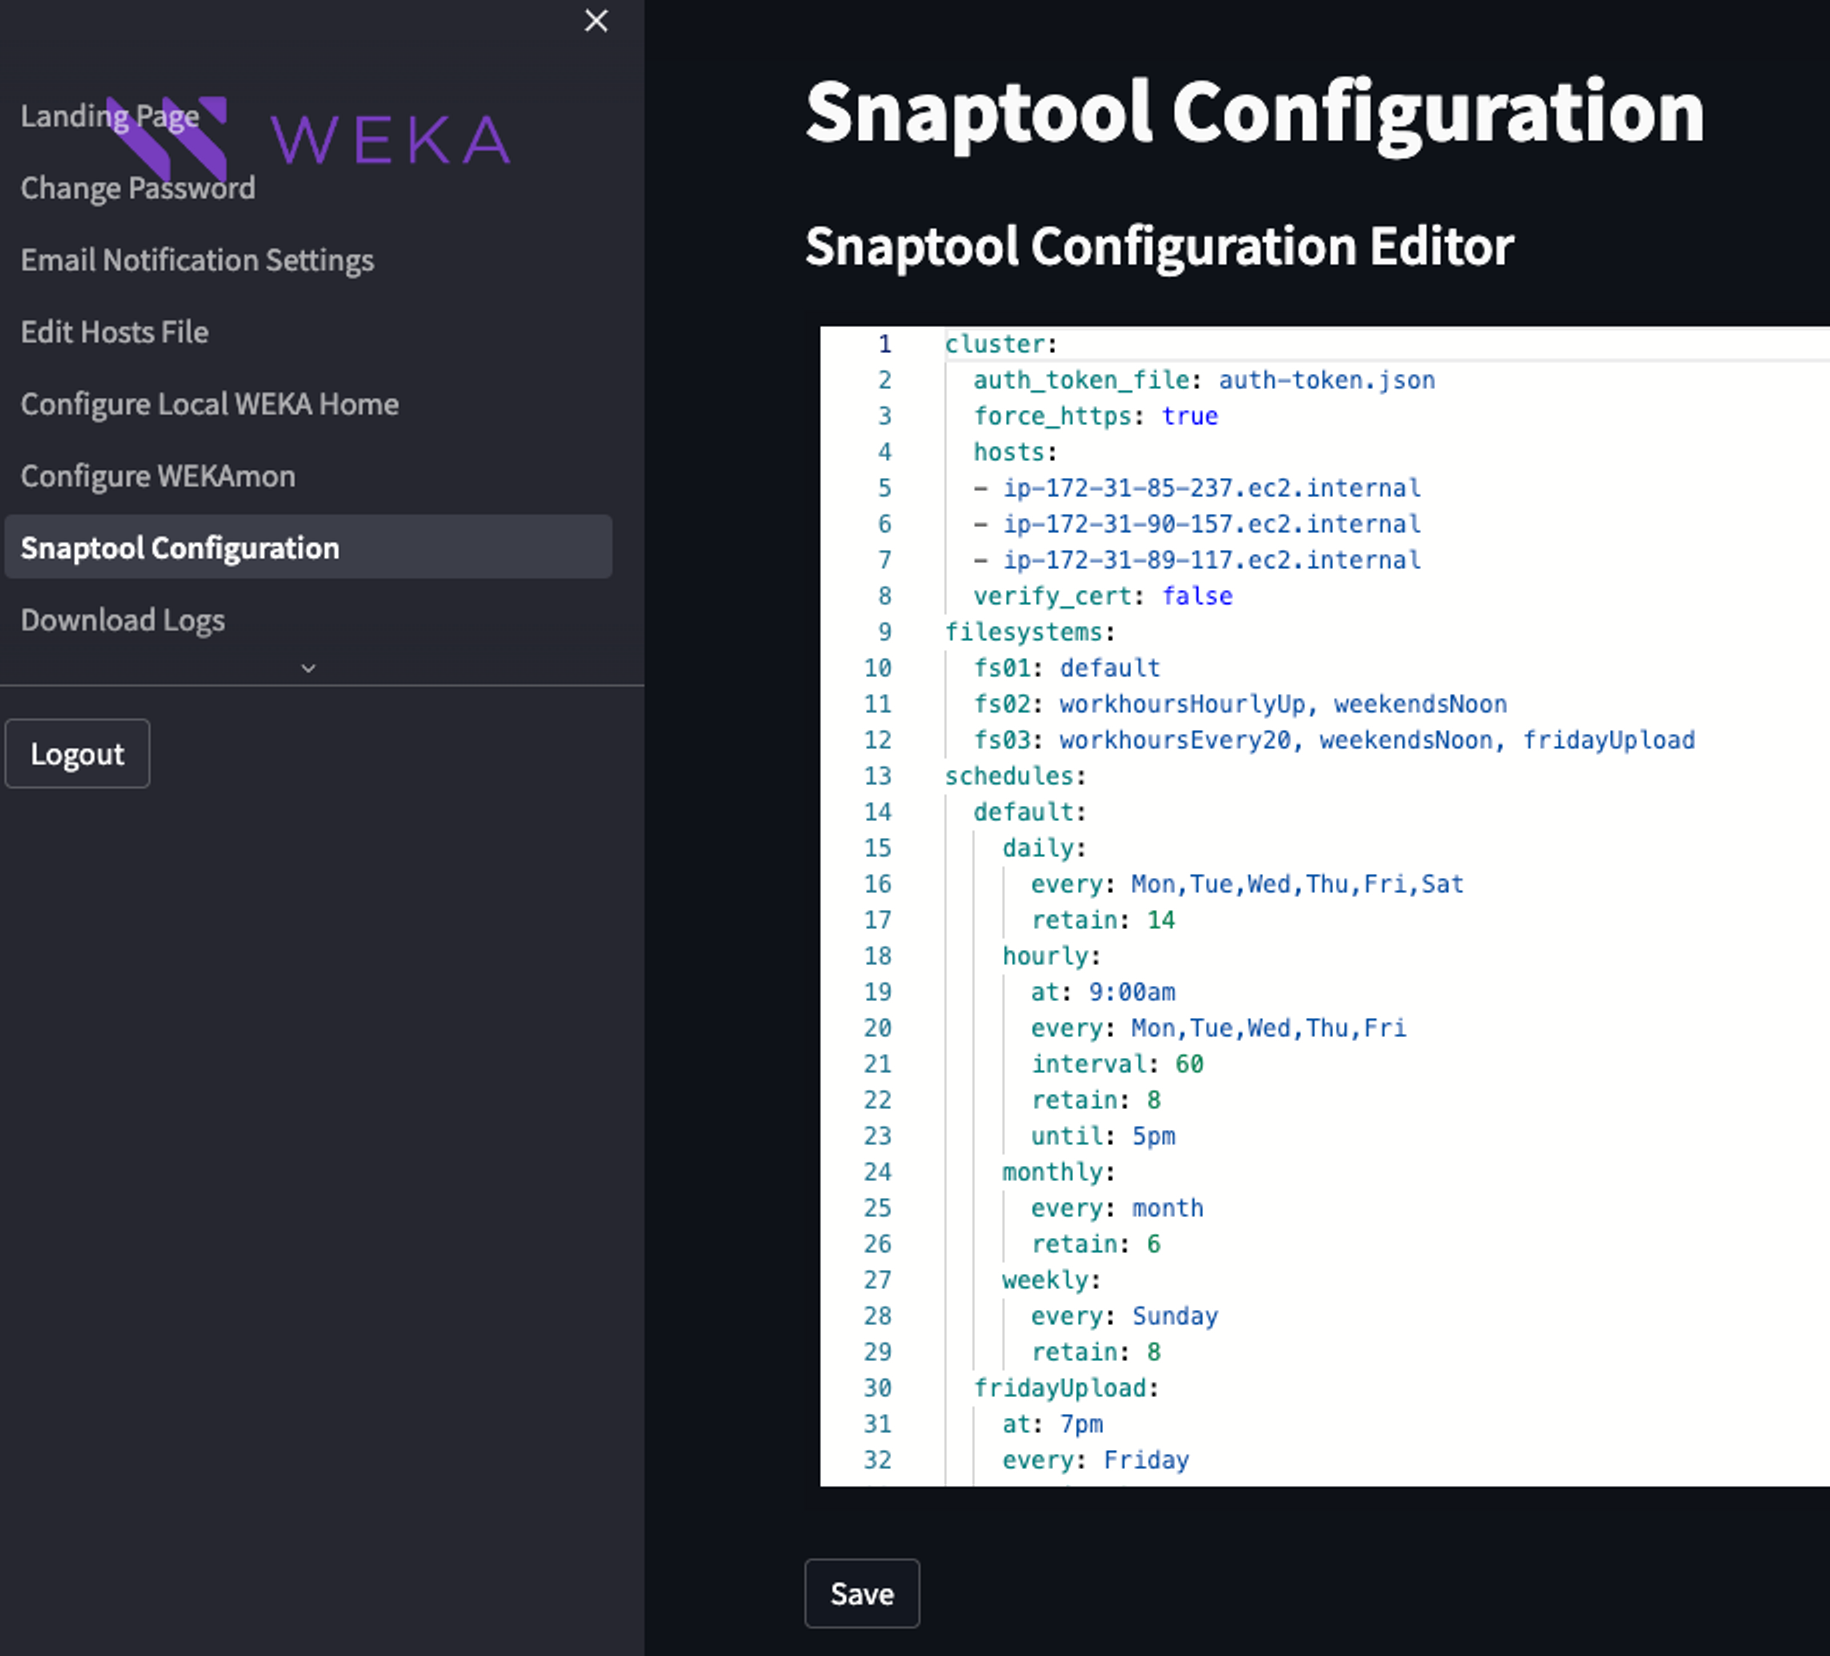 Landing Page
WEKA
Change Password
Email Notification Settings
Edit Hosts File
Configure Local WEKA Home
Configure WEKAmon
Snaptool Configuration
Download Logs
Logout
Snaptool Configuration
Snaptool Configuration Editor
1 cluster:
2 auth_token_file: auth-token.json
3 force_https: true
4 hosts:
5 - ip-172-31-85-237.ec2.internal
6 - ip-172-31-90-157.ec2.internal
7 - ip-172-31-89-117.ec2.internal
8 verify_cert: false
9 filesystems:
10 fs01: default
11 fs02: workhoursHourlyUp, weekendsNoon
12 fs03: workhoursEvery20, weekendsNoon, fridayUpload
13 schedules:
14 default:
15 daily:
16 every: Mon,Tue,Wed,Thu,Fri,Sat
17 retain: 14
18 hourly:
19 at: 9:00am
20 every: Mon,Tue,Wed,Thu,Fri
21 interval: 60
22 retain: 8
23 until: 5pm
24 monthly:
25 every: month
26 retain: 6
27 weekly:
28 every: Sunday
29 retain: 8
30 fridayUpload:
31 at: 7pm
32 every: Friday
Save